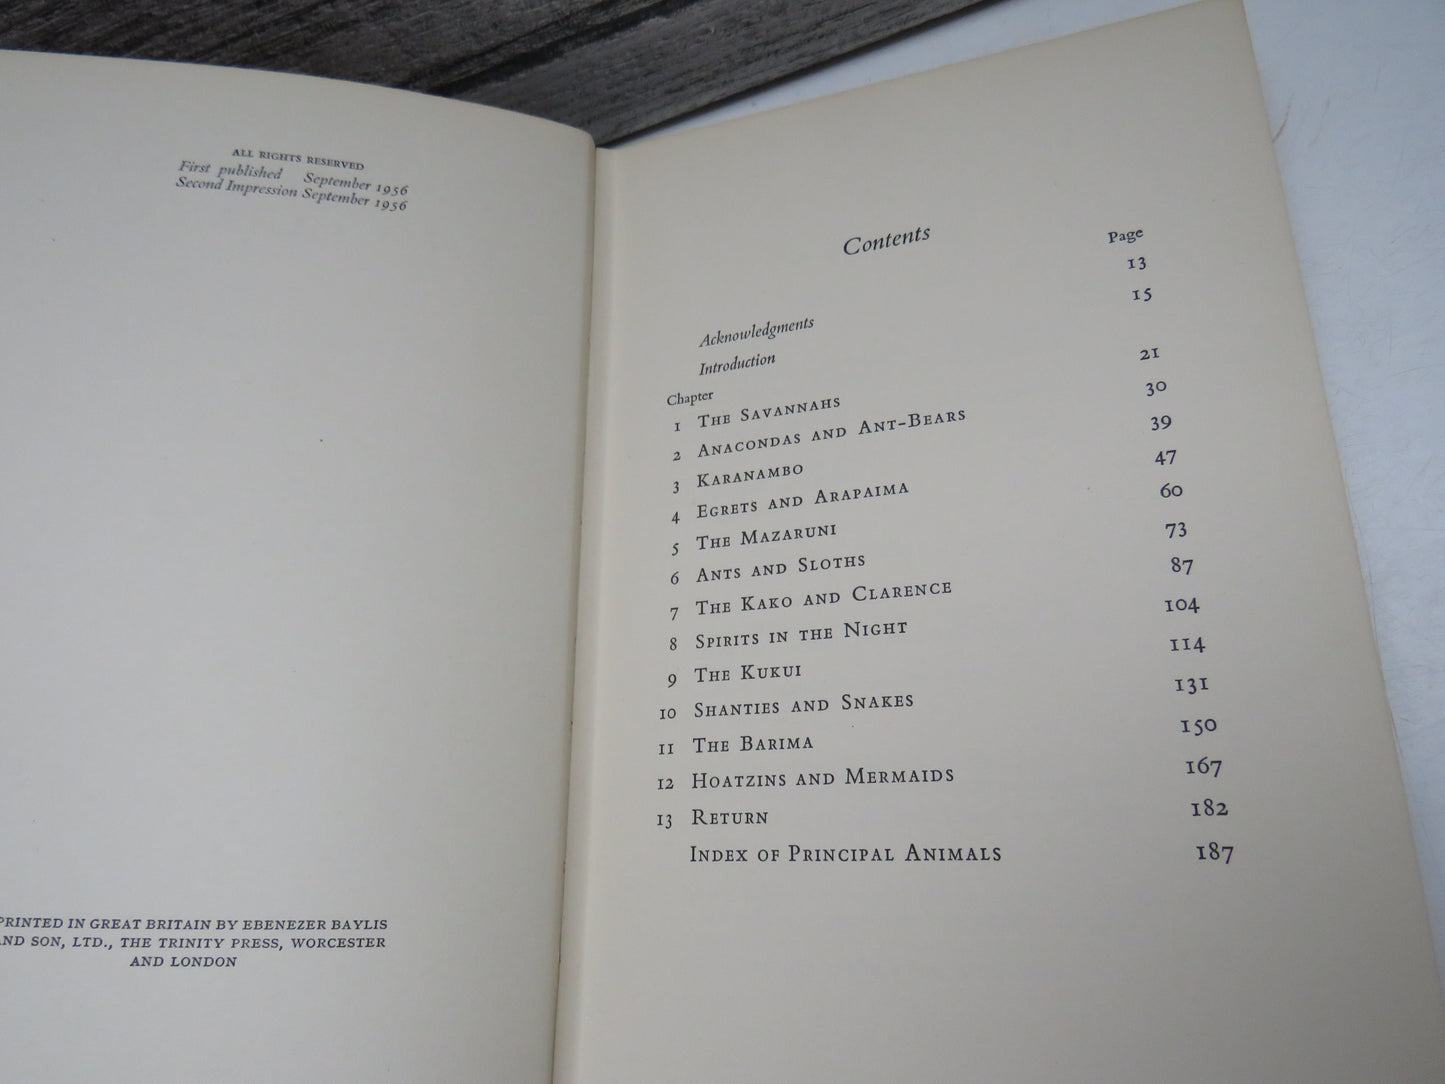 ALL RIGHTS RESERVED
First published September 1956
Second Impression September 1956
PRINTED IN GREAT BRITAIN BY EBENEZER BAYLIS
AND SON, LTD., THE TRINITY PRESS, WORCESTER
AND LONDON
Contents
Page
Acknowledgments 13
Introduction 15
Chapter
1 The Savannahs 21
2 Anacondas and Ant-Bears 30
3 Karanambo 39
4 Egrets and Arapaima 47
5 The Mazaruni 60
6 Ants and Sloths 73
7 The Kako and Clarence 87
8 Spirits in the Night 104
9 The Kukui 114
10 Shanties and Snakes 131
11 The Barima 150
12 Hoatzins and Mermaids 167
13 Return 182
Index of Principal Animals 187